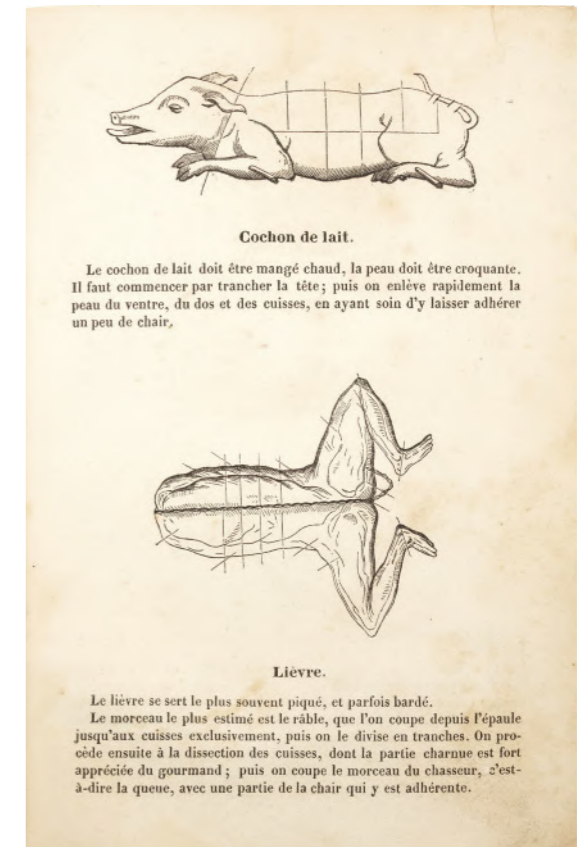 Cochon de lait.
Le cochon de lait doit être mangé chaud, la peau doit être croquante.
Il faut commencer par trancher la tête ; puis on enlève rapidement la
peau du ventre, du dos et des cuisses, en ayant soin d'y laisser adhérer
un peu de chair.
Lièvre.
Le lièvre se sert le plus souvent piqué, et parfois bardé.
Le morceau le plus estimé est le râble, que l'on coupe depuis l'épaule
jusqu'aux cuisses exclusivement, puis on le divise en tranches. On pro-
cède ensuite à la dissection des cuisses, dont la partie charnue est fort
appréciée du gourmand ; puis on coupe le morceau du chasseur, c'est-
à-dire la queue, avec une partie de la chair qui y est adhérente.